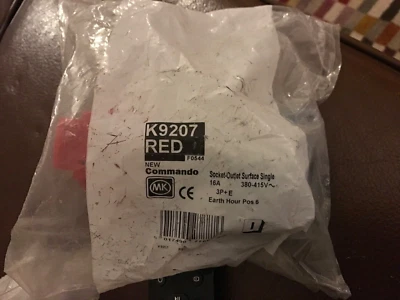 K9207
RED
F0544
NEW
Commando
Socket-Outlet Surface Single
16A 380-415V~
3P+E
Earth Hour Pos 6
MK CE
1